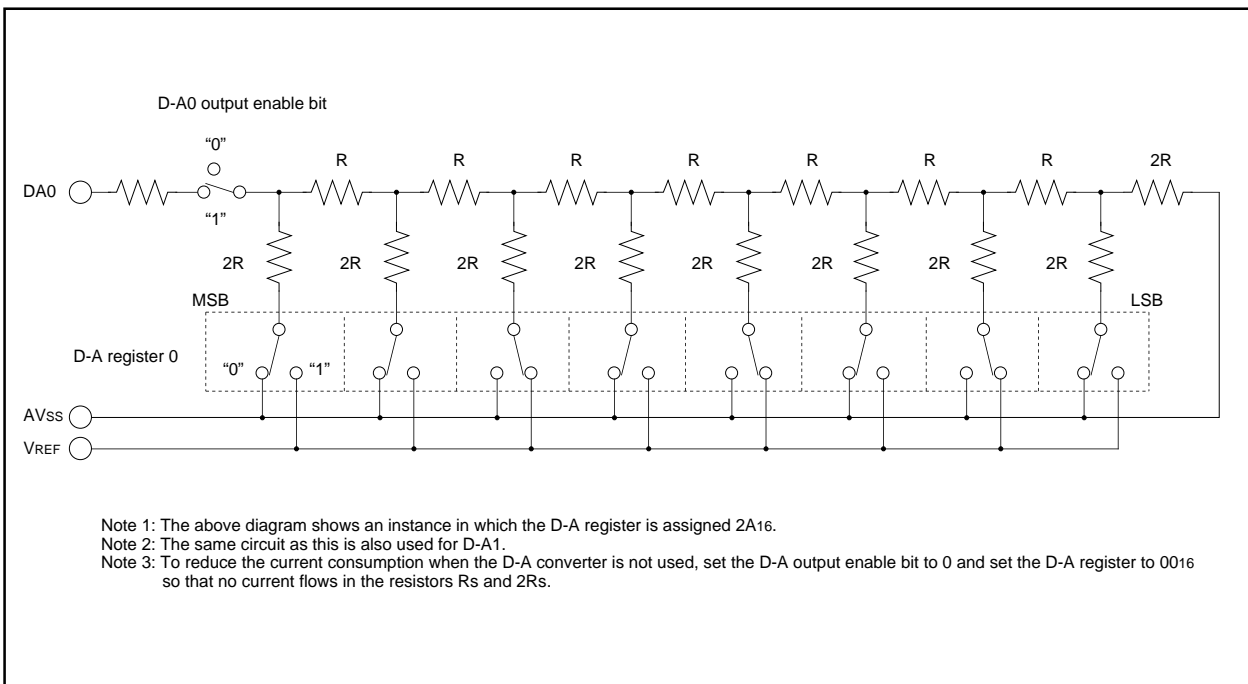 D-A0 output enable bit
“0”
R R R R R R R 2R
DA0
“1”
2R 2R 2R 2R 2R 2R 2R 2R
MSB LSB
D-A register 0
“0” “1”
AVSS
VREF
Note 1: The above diagram shows an instance in which the D-A register is assigned 2A16.
Note 2: The same circuit as this is also used for D-A1.
Note 3: To reduce the current consumption when the D-A converter is not used, set the D-A output enable bit to 0 and set the D-A register to 0016
so that no current flows in the resistors Rs and 2Rs.